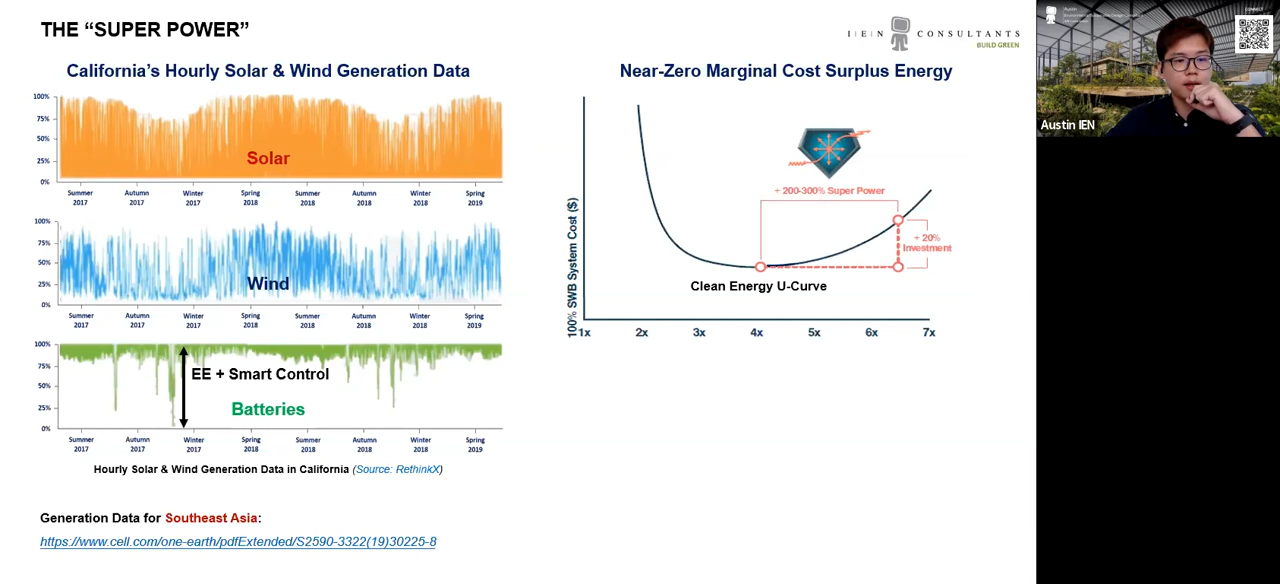 THE “SUPER POWER”
I | E | N CONSULTANTS
BUILD GREEN
California’s Hourly Solar & Wind Generation Data
100%
75%
50%
25%
0%
Solar
Summer 2017
Autumn 2017
Winter 2017
Spring 2018
Summer 2018
Autumn 2018
Winter 2018
Spring 2019
100%
75%
50%
25%
0%
Wind
Summer 2017
Autumn 2017
Winter 2017
Spring 2018
Summer 2018
Autumn 2018
Winter 2018
Spring 2019
100%
75%
50%
25%
0%
EE + Smart Control
Batteries
Summer 2017
Autumn 2017
Winter 2017
Spring 2018
Summer 2018
Autumn 2018
Winter 2018
Spring 2019
Hourly Solar & Wind Generation Data in California (Source: RethinkX)
Generation Data for Southeast Asia:
https://www.cell.com/one-earth/pdfExtended/S2590-3322(19)30225-8
Near-Zero Marginal Cost Surplus Energy
100% SWB System Cost ($)
+ 200-300% Super Power
+ 20%
Investment
Clean Energy U-Curve
1x 2x 3x 4x 5x 6x 7x
Austin
CONNECT
Austin IEN